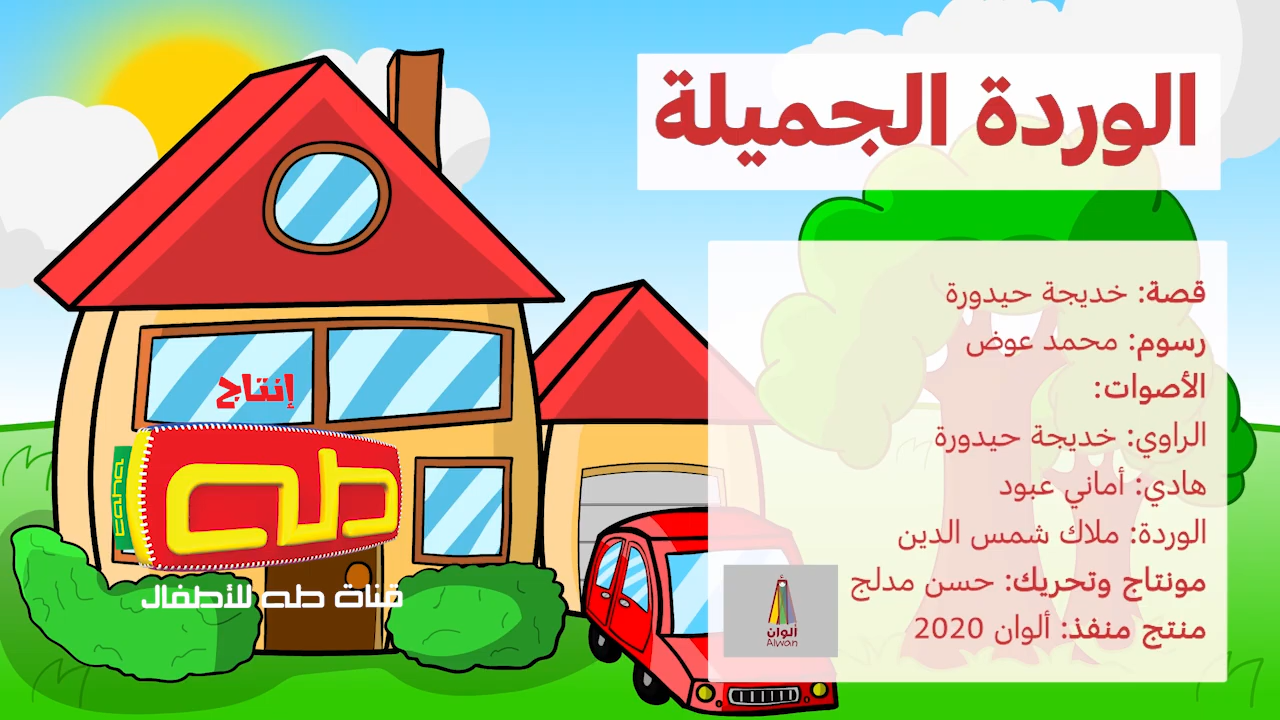 الوردة الجميلة
قصة: خديجة حيدورة
رسوم: محمد عوض
الأصوات:
الراوي: خديجة حيدورة
هادي: أماني عبود
الوردة: ملاك شمس الدين
مونتاج وتحريك: حسن مدلج
منتج منفذ: ألوان 2020
ألوان
Alwan
إنتاج
طه
taha
قناة طه للأطفال